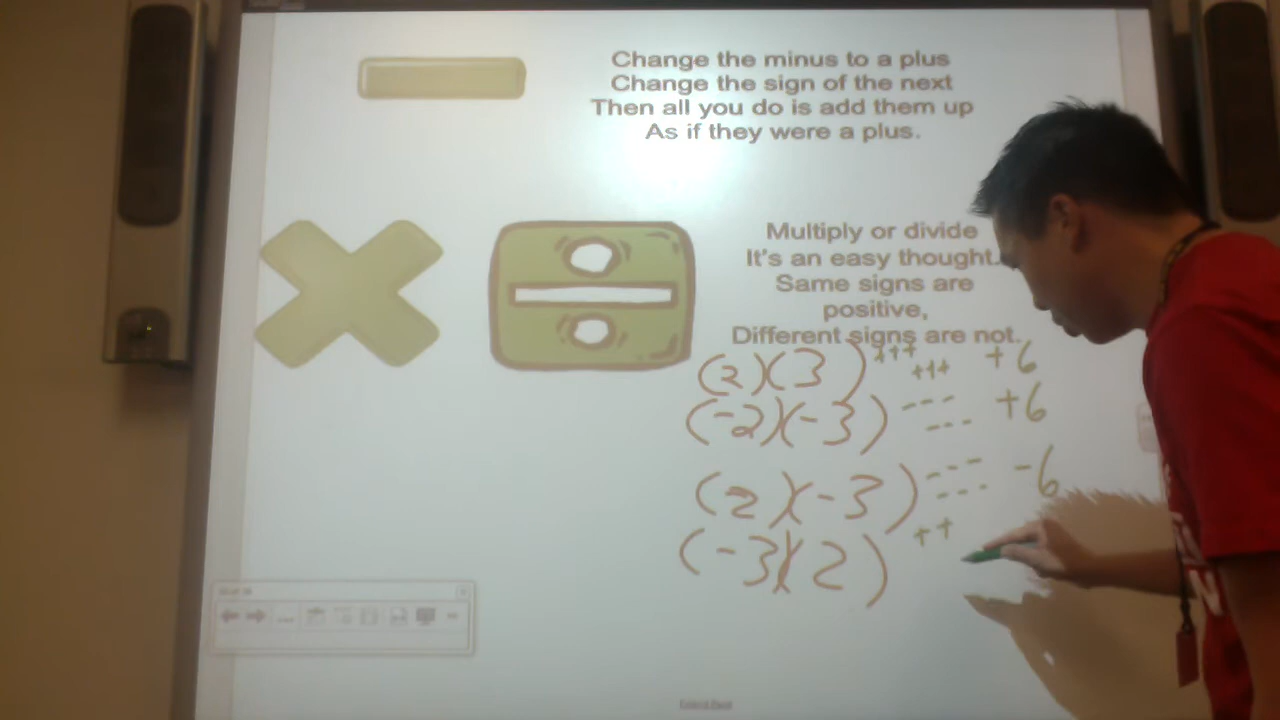 Change the minus to a plus
Change the sign of the next
Then all you do is add them up
As if they were a plus.
Multiply or divide
It's an easy thought.
Same signs are
positive,
Different signs are not.
(2)(3) +++ +++ +6
(-2)(-3) --- --- +6
(2)(-3) --- --- -6
(-3)(2) ++